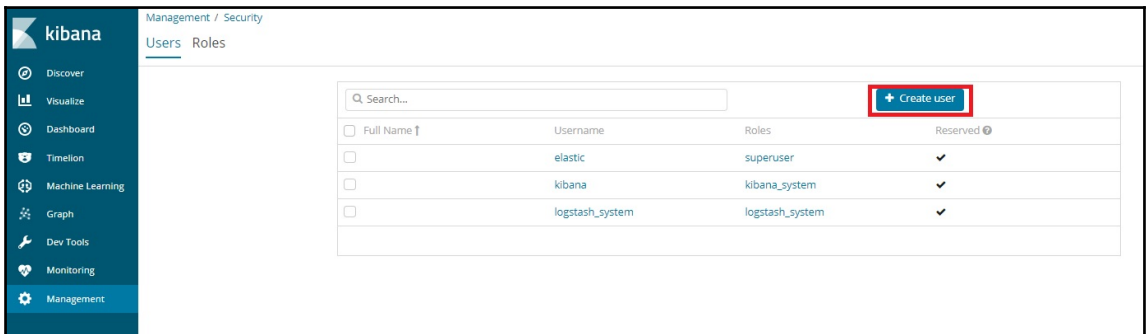 kibana
Discover
Visualize
Dashboard
Timelion
Machine Learning
Graph
Dev Tools
Monitoring
Management
Management / Security
Users Roles
Search...
+ Create user
Full Name ↑ Username Roles Reserved
elastic superuser ✔
kibana kibana_system ✔
logstash_system logstash_system ✔